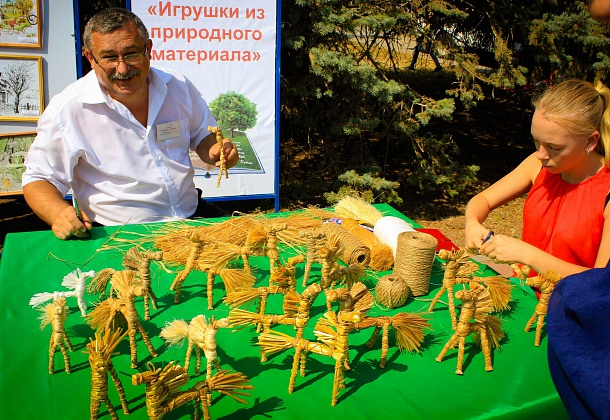 «Игрушки из
природного
материала»